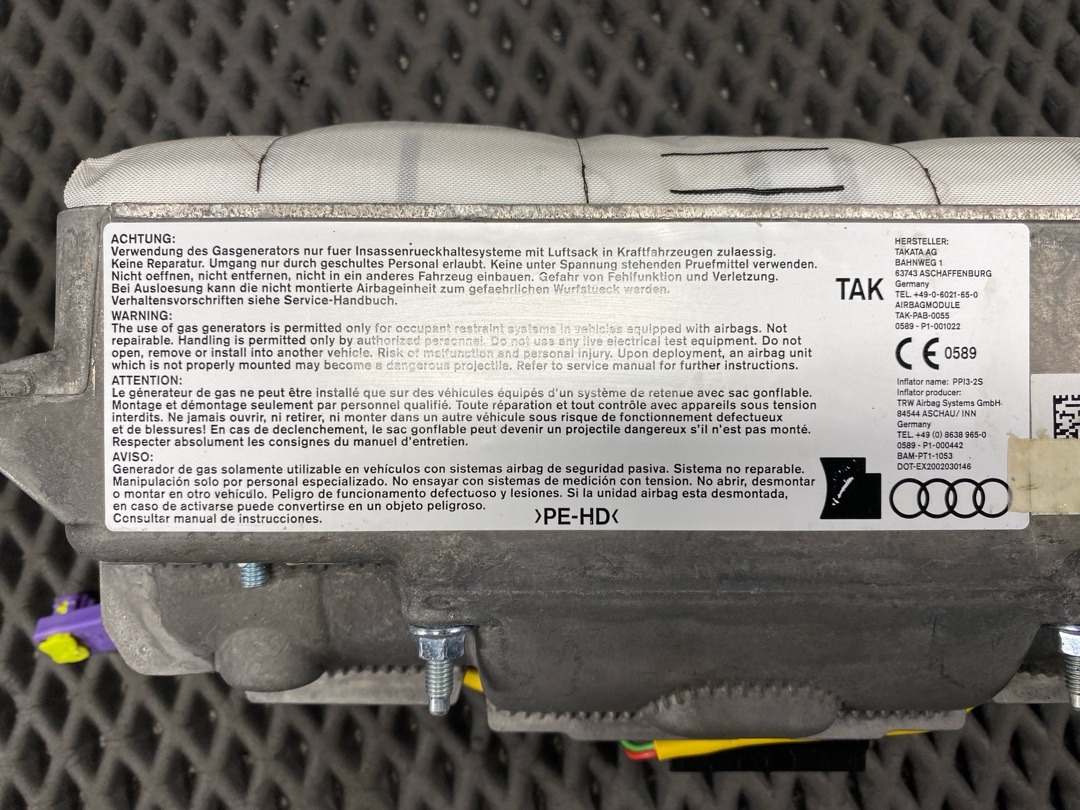 ACHTUNG:
Verwendung des Gasgenerators nur fuer Insassenrueckhaltesysteme mit Luftsack in Kraftfahrzeugen zulaessig.
Keine Reparatur. Umgang nur durch geschultes Personal erlaubt. Keine unter Spannung stehenden Pruefmittel verwenden.
Nicht oeffnen, nicht entfernen, nicht in ein anderes Fahrzeug einbauen. Gefahr von Fehlfunktion und Verletzung.
Bei Ausloesung kann die nicht montierte Airbageinheit zum gefaehrlichen Wurfstueck werden.
Verhaltensvorschriften siehe Service-Handbuch.
WARNING:
The use of gas generators is permitted only for occupant restraint systems in vehicles equipped with airbags. Not
repairable. Handling is permitted only by authorized personnel. Do not use any live electrical test equipment. Do not
open, remove or install into another vehicle. Risk of malfunction and personal injury. Upon deployment, an airbag unit
which is not properly mounted may become a dangerous projectile. Refer to service manual for further instructions.
ATTENTION:
Le génerateur de gas ne peut être installé que sur des véhicules équipés d'un système de retenue avec sac gonflable.
Montage et démontage seulement par personnel qualifié. Toute réparation et tout contrôle avec appareils sous tension
interdits. Ne jamais ouvrir, ni retirer, ni monter dans un autre véhicule sous risque de fonctionnement defectueux
et de blessures! En cas de declenchement, le sac gonflable peut devenir un projectile dangereux s'il n'est pas monté.
Respecter absolument les consignes du manuel d'entretien.
AVISO:
Generador de gas solamente utilizable en vehículos con sistemas airbag de seguridad pasiva. Sistema no reparable.
Manipulación solo por personal especializado. No ensayar con sistemas de medición con tension. No abrir, desmontar
o montar en otro vehículo. Peligro de funcionamiento defectuoso y lesiones. Si la unidad airbag esta desmontada,
en caso de activarse puede convertirse en un objeto peligroso.
Consultar manual de instrucciones.
>PE-HD<
TAK
HERSTELLER:
TAKATA AG
BAHNWEG 1
63743 ASCHAFFENBURG
Germany
TEL. +49-0-6021-65-0
AIRBAGMODULE
TAK-PAB-0055
0589 - P1-001022
CE 0589
Inflator name: PPI3-2S
Inflator producer:
TRW Airbag Systems GmbH
84544 ASCHAU/ INN
Germany
TEL. +49 (0) 8638 965-0
0589 - P1-000442
BAM-PT1-1053
DOT-EX2002030146